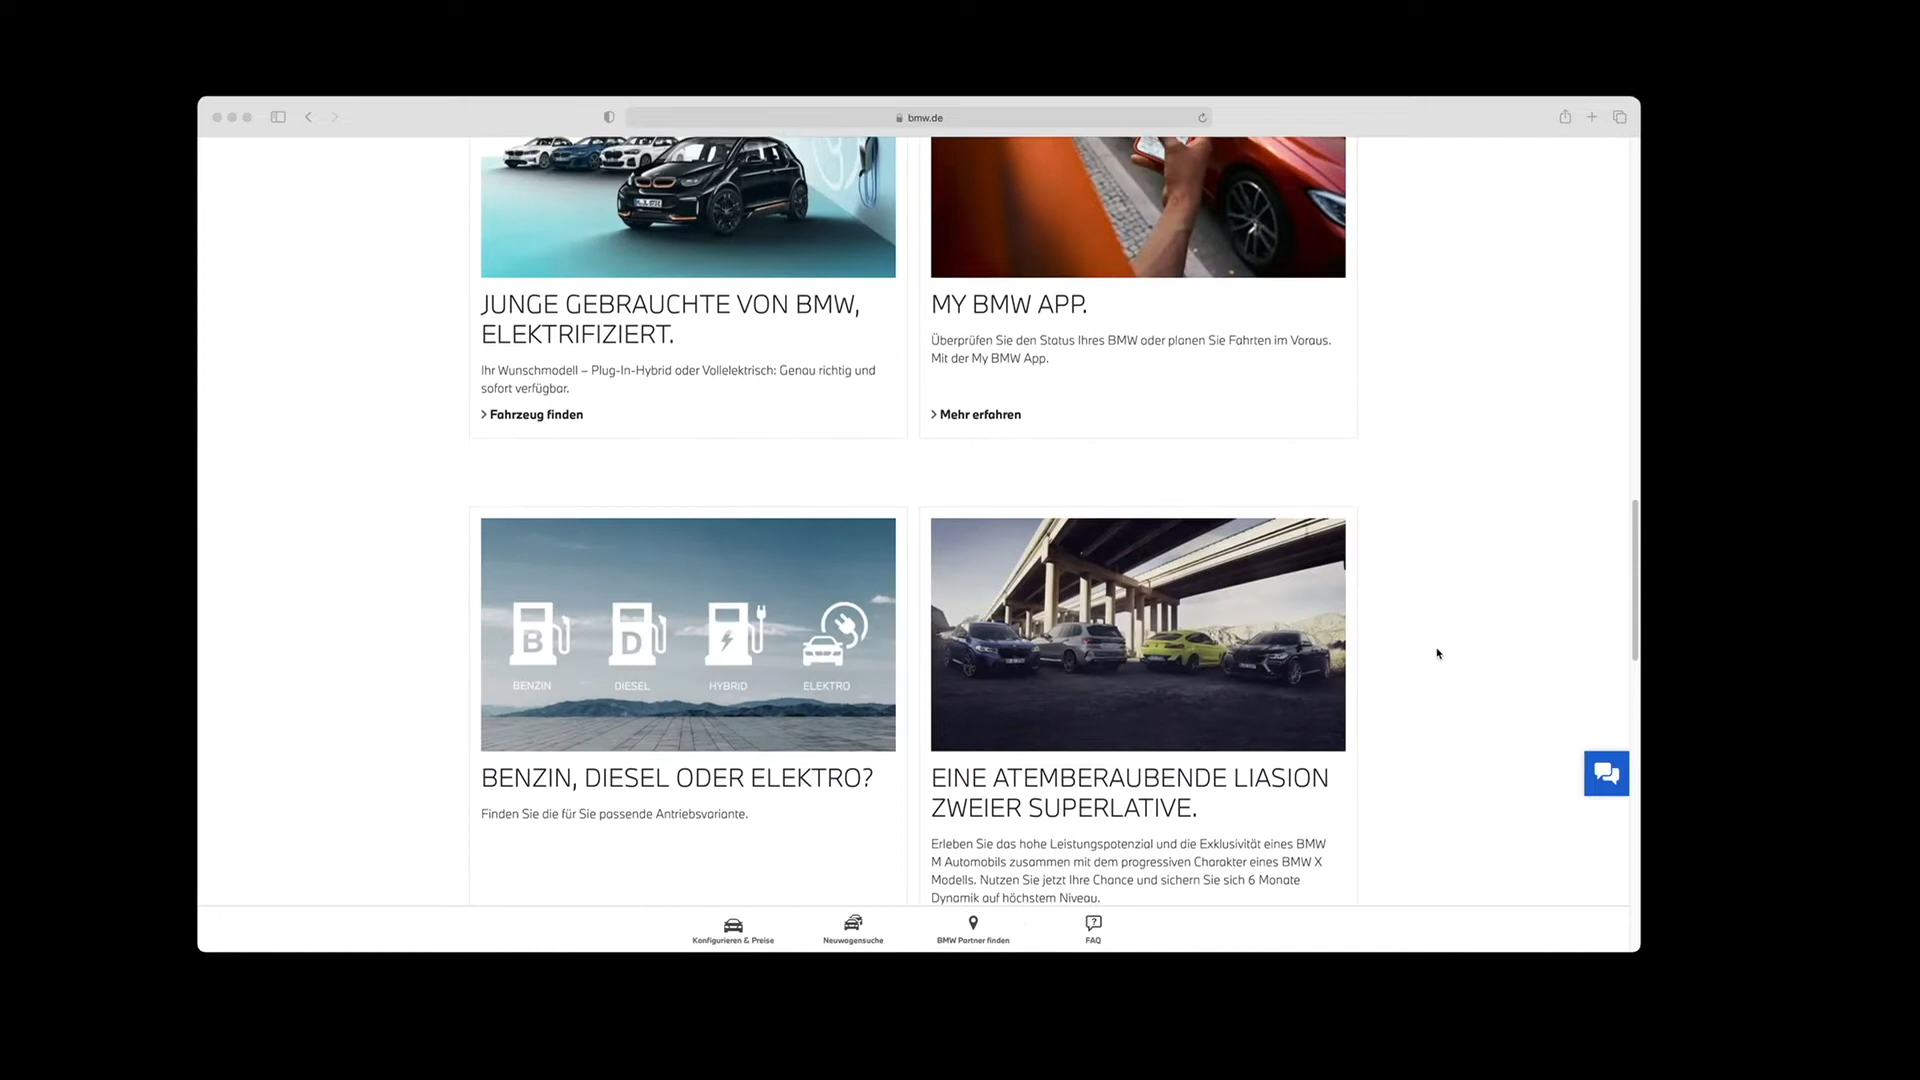 bmw.de
JUNGE GEBRAUCHTE VON BMW,
ELEKTRIFIZIERT.
Ihr Wunschmodell – Plug-In-Hybrid oder Vollelektrisch: Genau richtig und
sofort verfügbar.
Fahrzeug finden
MY BMW APP.
Überprüfen Sie den Status Ihres BMW oder planen Sie Fahrten im Voraus.
Mit der My BMW App.
Mehr erfahren
B
D
BENZIN
DIESEL
HYBRID
ELEKTRO
BENZIN, DIESEL ODER ELEKTRO?
Finden Sie die für Sie passende Antriebsvariante.
EINE ATEMBERAUBENDE LIASION
ZWEIER SUPERLATIVE.
Erleben Sie das hohe Leistungspotenzial und die Exklusivität eines BMW
M Automobils zusammen mit dem progressiven Charakter eines BMW X
Modells. Nutzen Sie jetzt Ihre Chance und sichern Sie sich 6 Monate
Dynamik auf höchstem Niveau.
Konfigurieren & Preise
Neuwagensuche
BMW Partner finden
FAQ